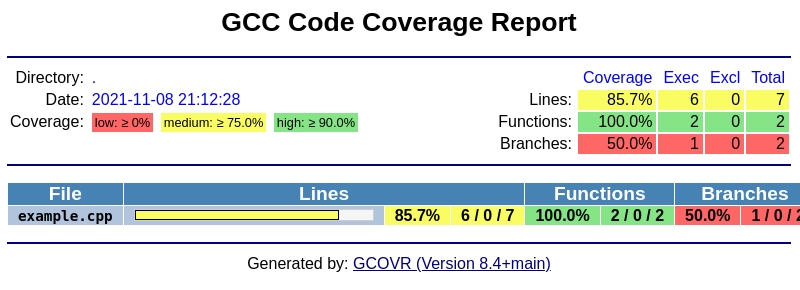 GCC Code Coverage Report
Directory: .
Date: 2021-11-08 21:12:28
Coverage: low: ≥ 0% medium: ≥ 75.0% high: ≥ 90.0%
Coverage Exec Excl Total
Lines: 85.7% 6 0 7
Functions: 100.0% 2 0 2
Branches: 50.0% 1 0 2
File Lines Functions Branches
example.cpp 85.7% 6 / 0 / 7 100.0% 2 / 0 / 2 50.0% 1 / 0 / 2
Generated by: GCOVR (Version 8.4+main)